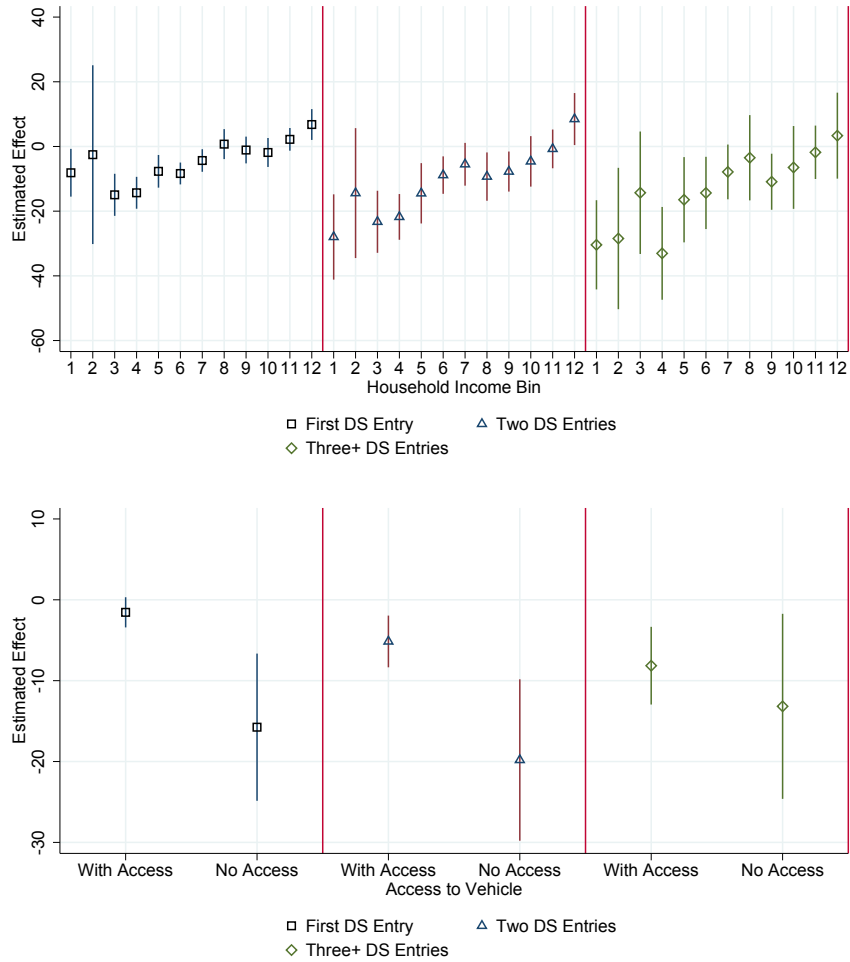 40
20
0
-20
-40
-60
Estimated Effect
1 2 3 4 5 6 7 8 9 10 11 12 1 2 3 4 5 6 7 8 9 10 11 12 1 2 3 4 5 6 7 8 9 10 11 12
Household Income Bin
First DS Entry Two DS Entries
Three+ DS Entries
10
0
-10
-20
-30
Estimated Effect
With Access No Access With Access No Access With Access No Access
Access to Vehicle
First DS Entry Two DS Entries
Three+ DS Entries